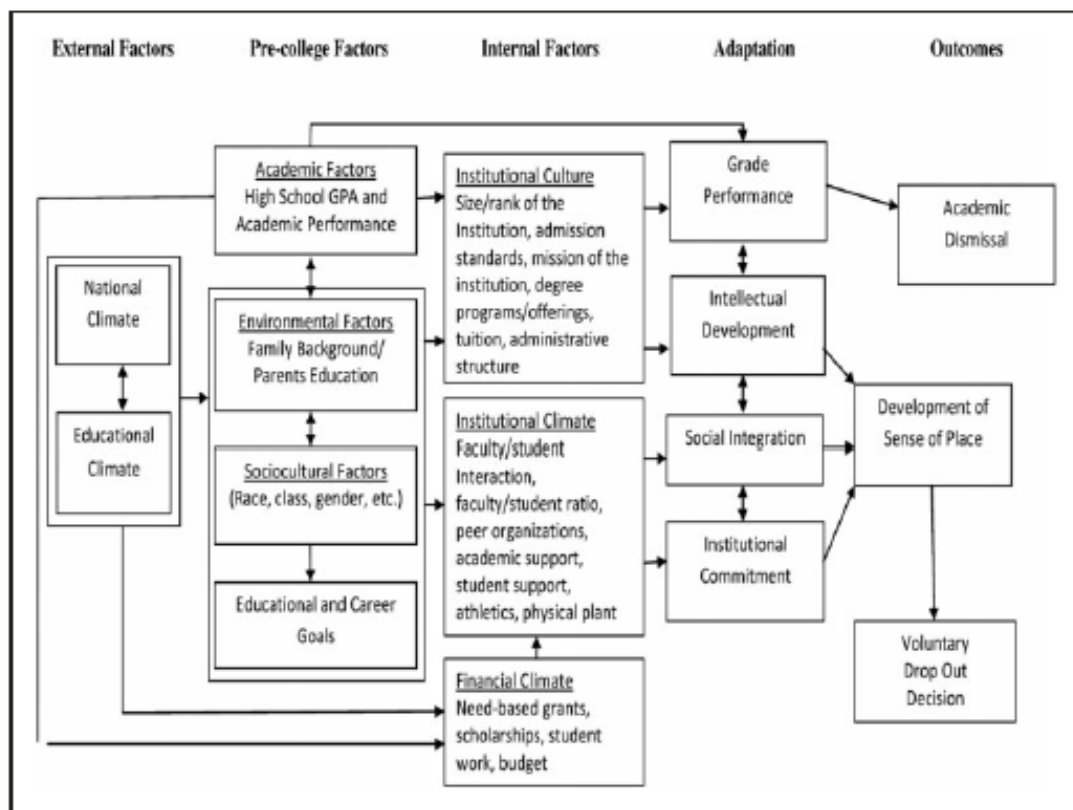 External Factors
Pre-college Factors
Internal Factors
Adaptation
Outcomes
National
Climate
Educational
Climate
Academic Factors
High School GPA and
Academic Performance
Environmental Factors
Family Background/
Parents Education
Sociocultural Factors
(Race, class, gender, etc.)
Educational and Career
Goals
Institutional Culture
Size/rank of the
Institution, admission
standards, mission of the
institution, degree
programs/offerings,
tuition, administrative
structure
Institutional Climate
Faculty/student
Interaction,
faculty/student ratio,
peer organizations,
academic support,
student support,
athletics, physical plant
Financial Climate
Need-based grants,
scholarships, student
work, budget
Grade
Performance
Intellectual
Development
Social Integration
Institutional
Commitment
Academic
Dismissal
Development of
Sense of Place
Voluntary
Drop Out
Decision